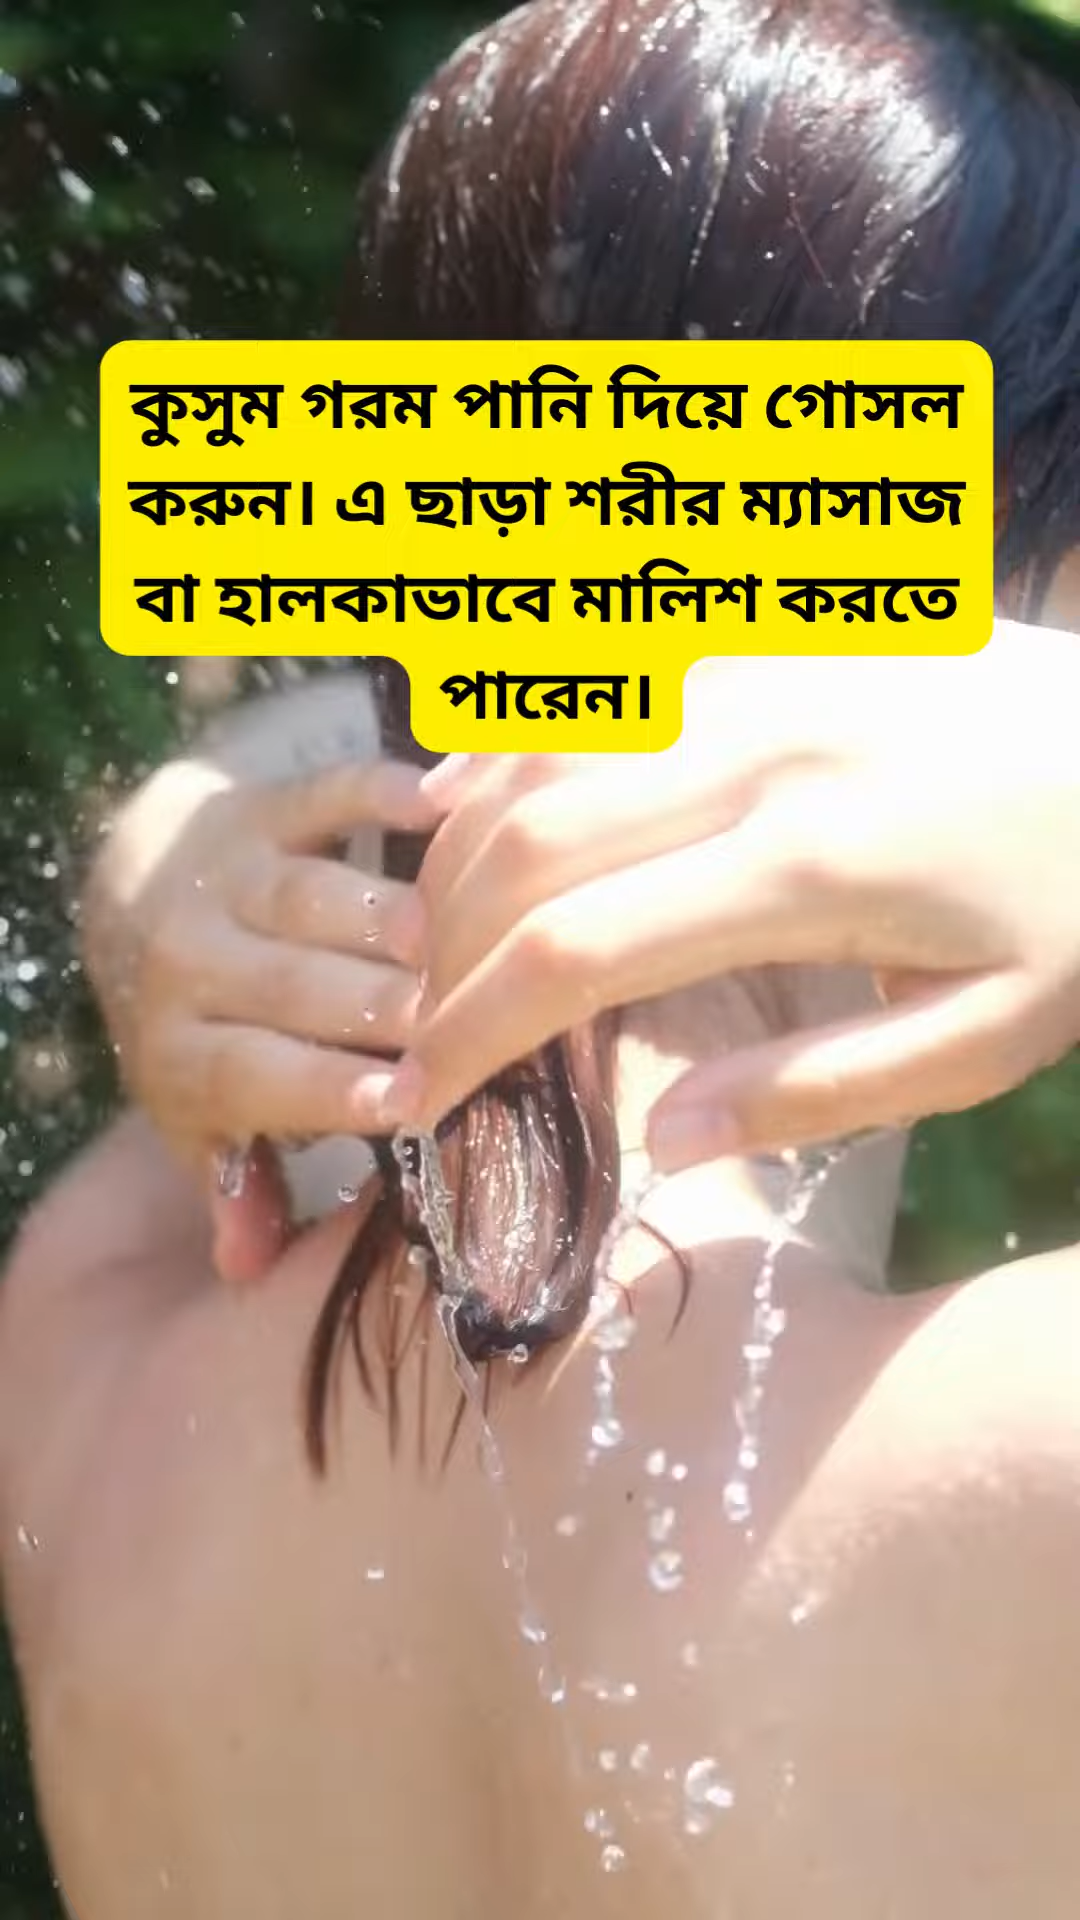 কুসুম গরম পানি দিয়ে গোসল
করুন। এ ছাড়া শরীর ম্যাসাজ
বা হালকাভাবে মালিশ করতে
পারেন।